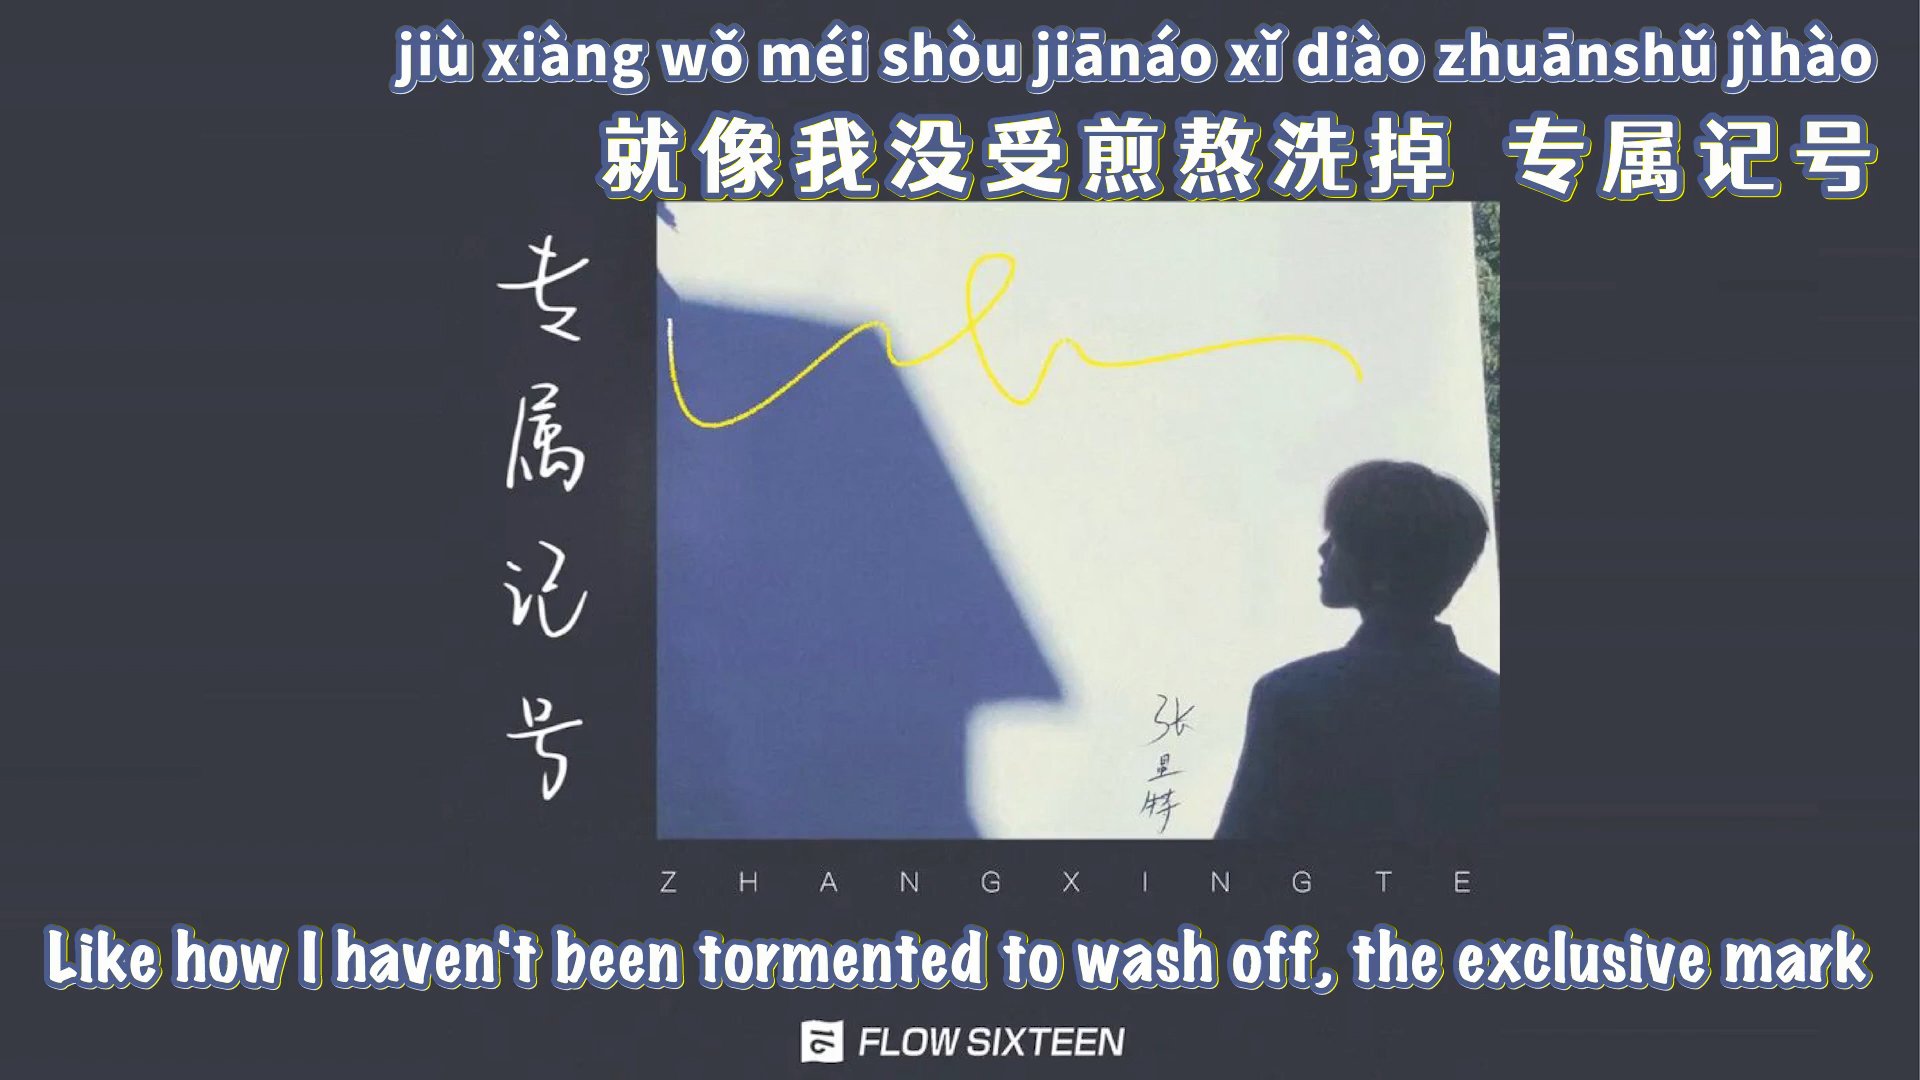 jiù xiàng wǒ méi shòu jiānáo xǐ diào zhuānshǔ jìhào
就像我没受煎熬洗掉 专属记号
专属记号
张星特
ZHANGXINGTE
Like how I haven't been tormented to wash off, the exclusive mark
FLOW SIXTEEN